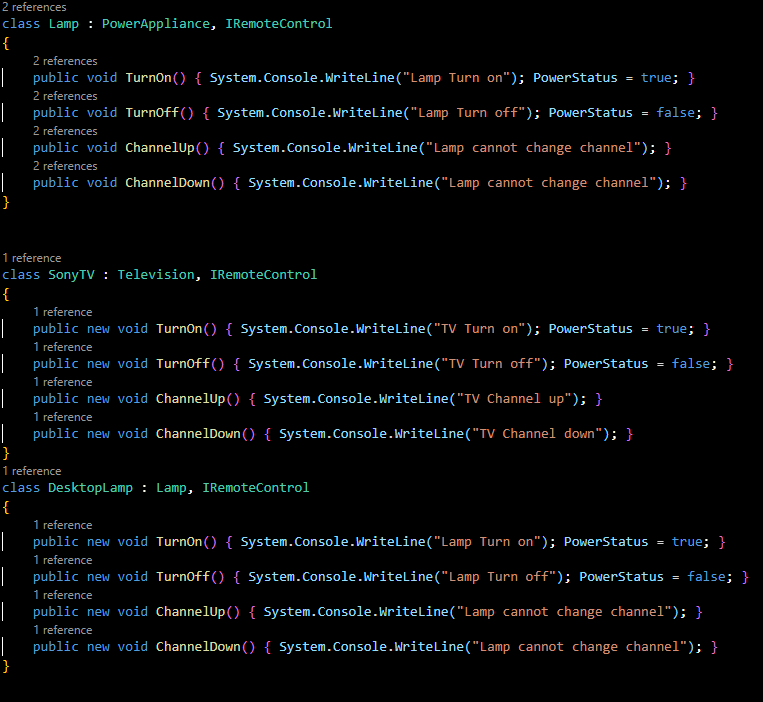 2 references
class Lamp : PowerAppliance, IRemoteControl
{
2 references
public void TurnOn() { System.Console.WriteLine("Lamp Turn on"); PowerStatus = true; }
2 references
public void TurnOff() { System.Console.WriteLine("Lamp Turn off"); PowerStatus = false; }
2 references
public void ChannelUp() { System.Console.WriteLine("Lamp cannot change channel"); }
2 references
public void ChannelDown() { System.Console.WriteLine("Lamp cannot change channel"); }
}
1 reference
class SonyTV : Television, IRemoteControl
{
1 reference
public new void TurnOn() { System.Console.WriteLine("TV Turn on"); PowerStatus = true; }
1 reference
public new void TurnOff() { System.Console.WriteLine("TV Turn off"); PowerStatus = false; }
1 reference
public new void ChannelUp() { System.Console.WriteLine("TV Channel up"); }
1 reference
public new void ChannelDown() { System.Console.WriteLine("TV Channel down"); }
}
1 reference
class DesktopLamp : Lamp, IRemoteControl
{
1 reference
public new void TurnOn() { System.Console.WriteLine("Lamp Turn on"); PowerStatus = true; }
1 reference
public new void TurnOff() { System.Console.WriteLine("Lamp Turn off"); PowerStatus = false; }
1 reference
public new void ChannelUp() { System.Console.WriteLine("Lamp cannot change channel"); }
1 reference
public new void ChannelDown() { System.Console.WriteLine("Lamp cannot change channel"); }
}